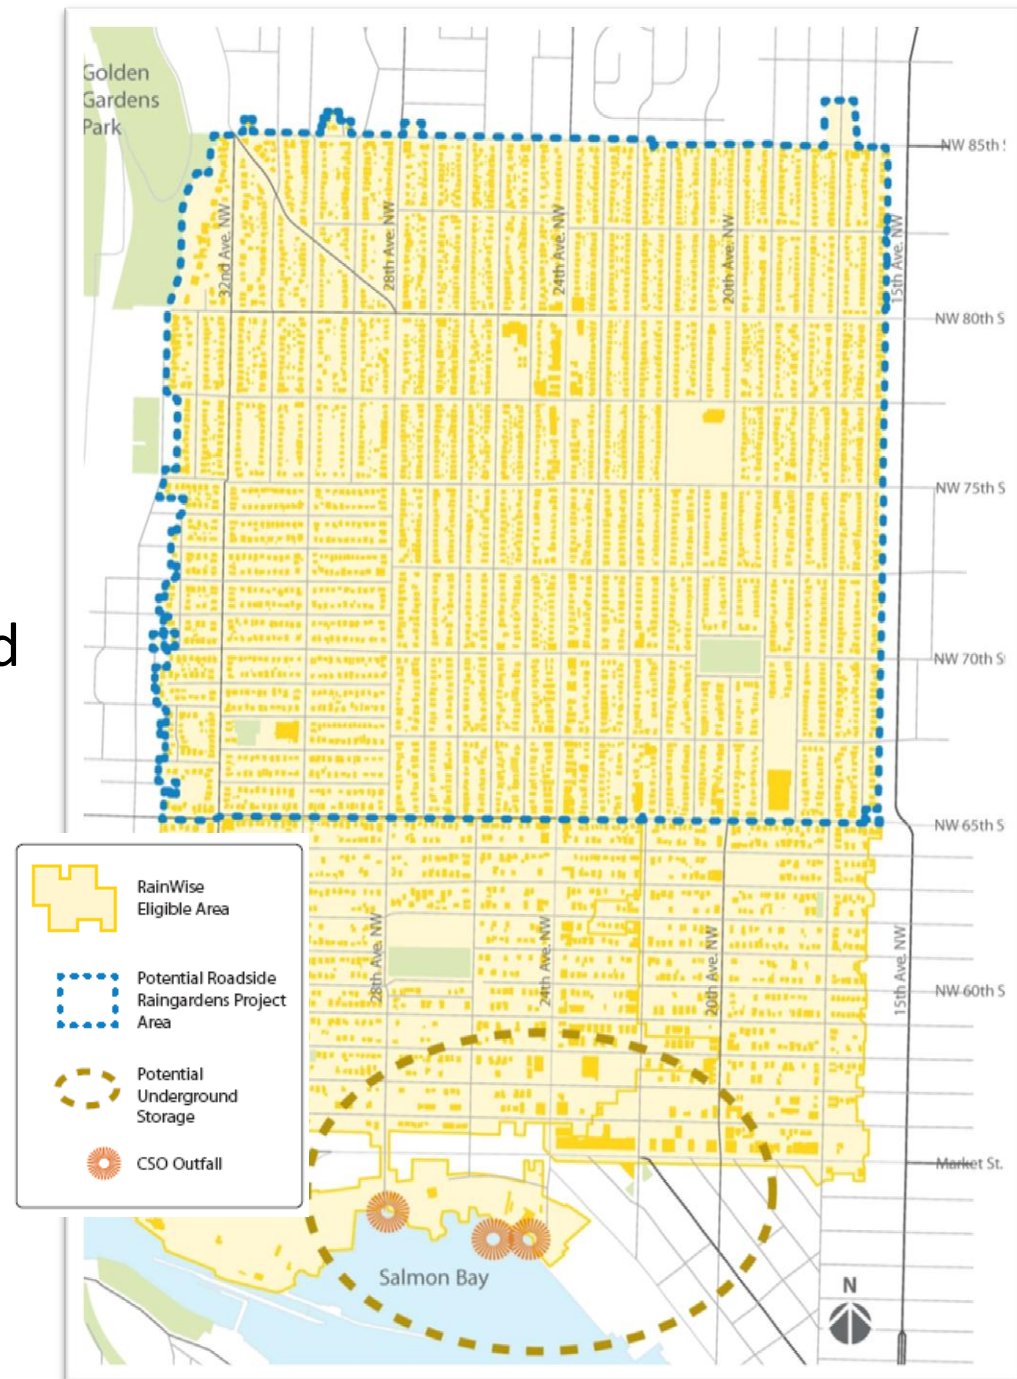 Golden
Gardens
Park
NW 85th
32nd Ave. NW
28th Ave. NW
24th Ave. NW
20th Ave. NW
15th Ave. NW
NW 80th S
NW 75th S
d
NW 70th S
NW 65th S
RainWise
Eligible Area
Potential Roadside
Raingardens Project
Area
Potential
Underground
Storage
CSO Outfall
28th Ave. NW
24th Ave. NW
20th Ave. NW
15th Ave. NW
NW 60th S
Market St.
Salmon Bay
N